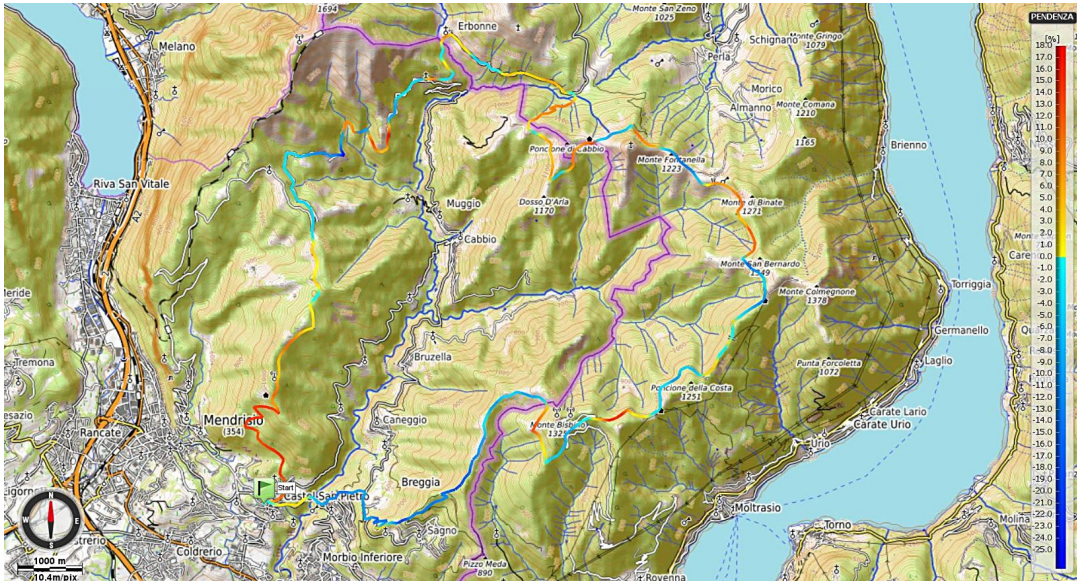 1694
Erbonne
Monte San Zeno
1025
PENDENZA
Melano
Schignano
Monte Gringo
1079
Perla
[%]
18.0
17.0
16.0
15.0
14.0
13.0
12.0
11.0
10.0
9.0
8.0
7.0
6.0
5.0
4.0
3.0
2.0
1.0
0.0
-1.0
-2.0
-3.0
-4.0
-5.0
-6.0
-7.0
-8.0
-9.0
-10.0
-11.0
-12.0
-13.0
-14.0
-15.0
-16.0
-17.0
-18.0
-19.0
-20.0
-21.0
-22.0
-23.0
-24.0
-25.0
Morico
Almanno
Monte Comana
1210
1165
Brienno
Poncione di Cabbio
Monte Fontanella
1223
Riva San Vitale
A2
Muggio
Dosso D'Arla
1170
Monte di Binate
1271
Cabbio
Monte San Bernardo
1349
Monte Colmegnone
1378
Torriggia
Germanello
Laglio
Tremona
Bruzella
Punta Forcoletta
1072
Poncione della Costa
1251
Carate Lario
Carate Urio
Urio
Mendrisio
(354)
Rancate
Caneggio
Monte Bisbino
1325
Breggia
Start
Castel San Pietro
Moltrasio
Torno
Sagno
Coldrerio
Morbio Inferiore
Molina
Pizzo Meda
890
Rovenna
N
W
E
S
1000 m
10.4m/pix